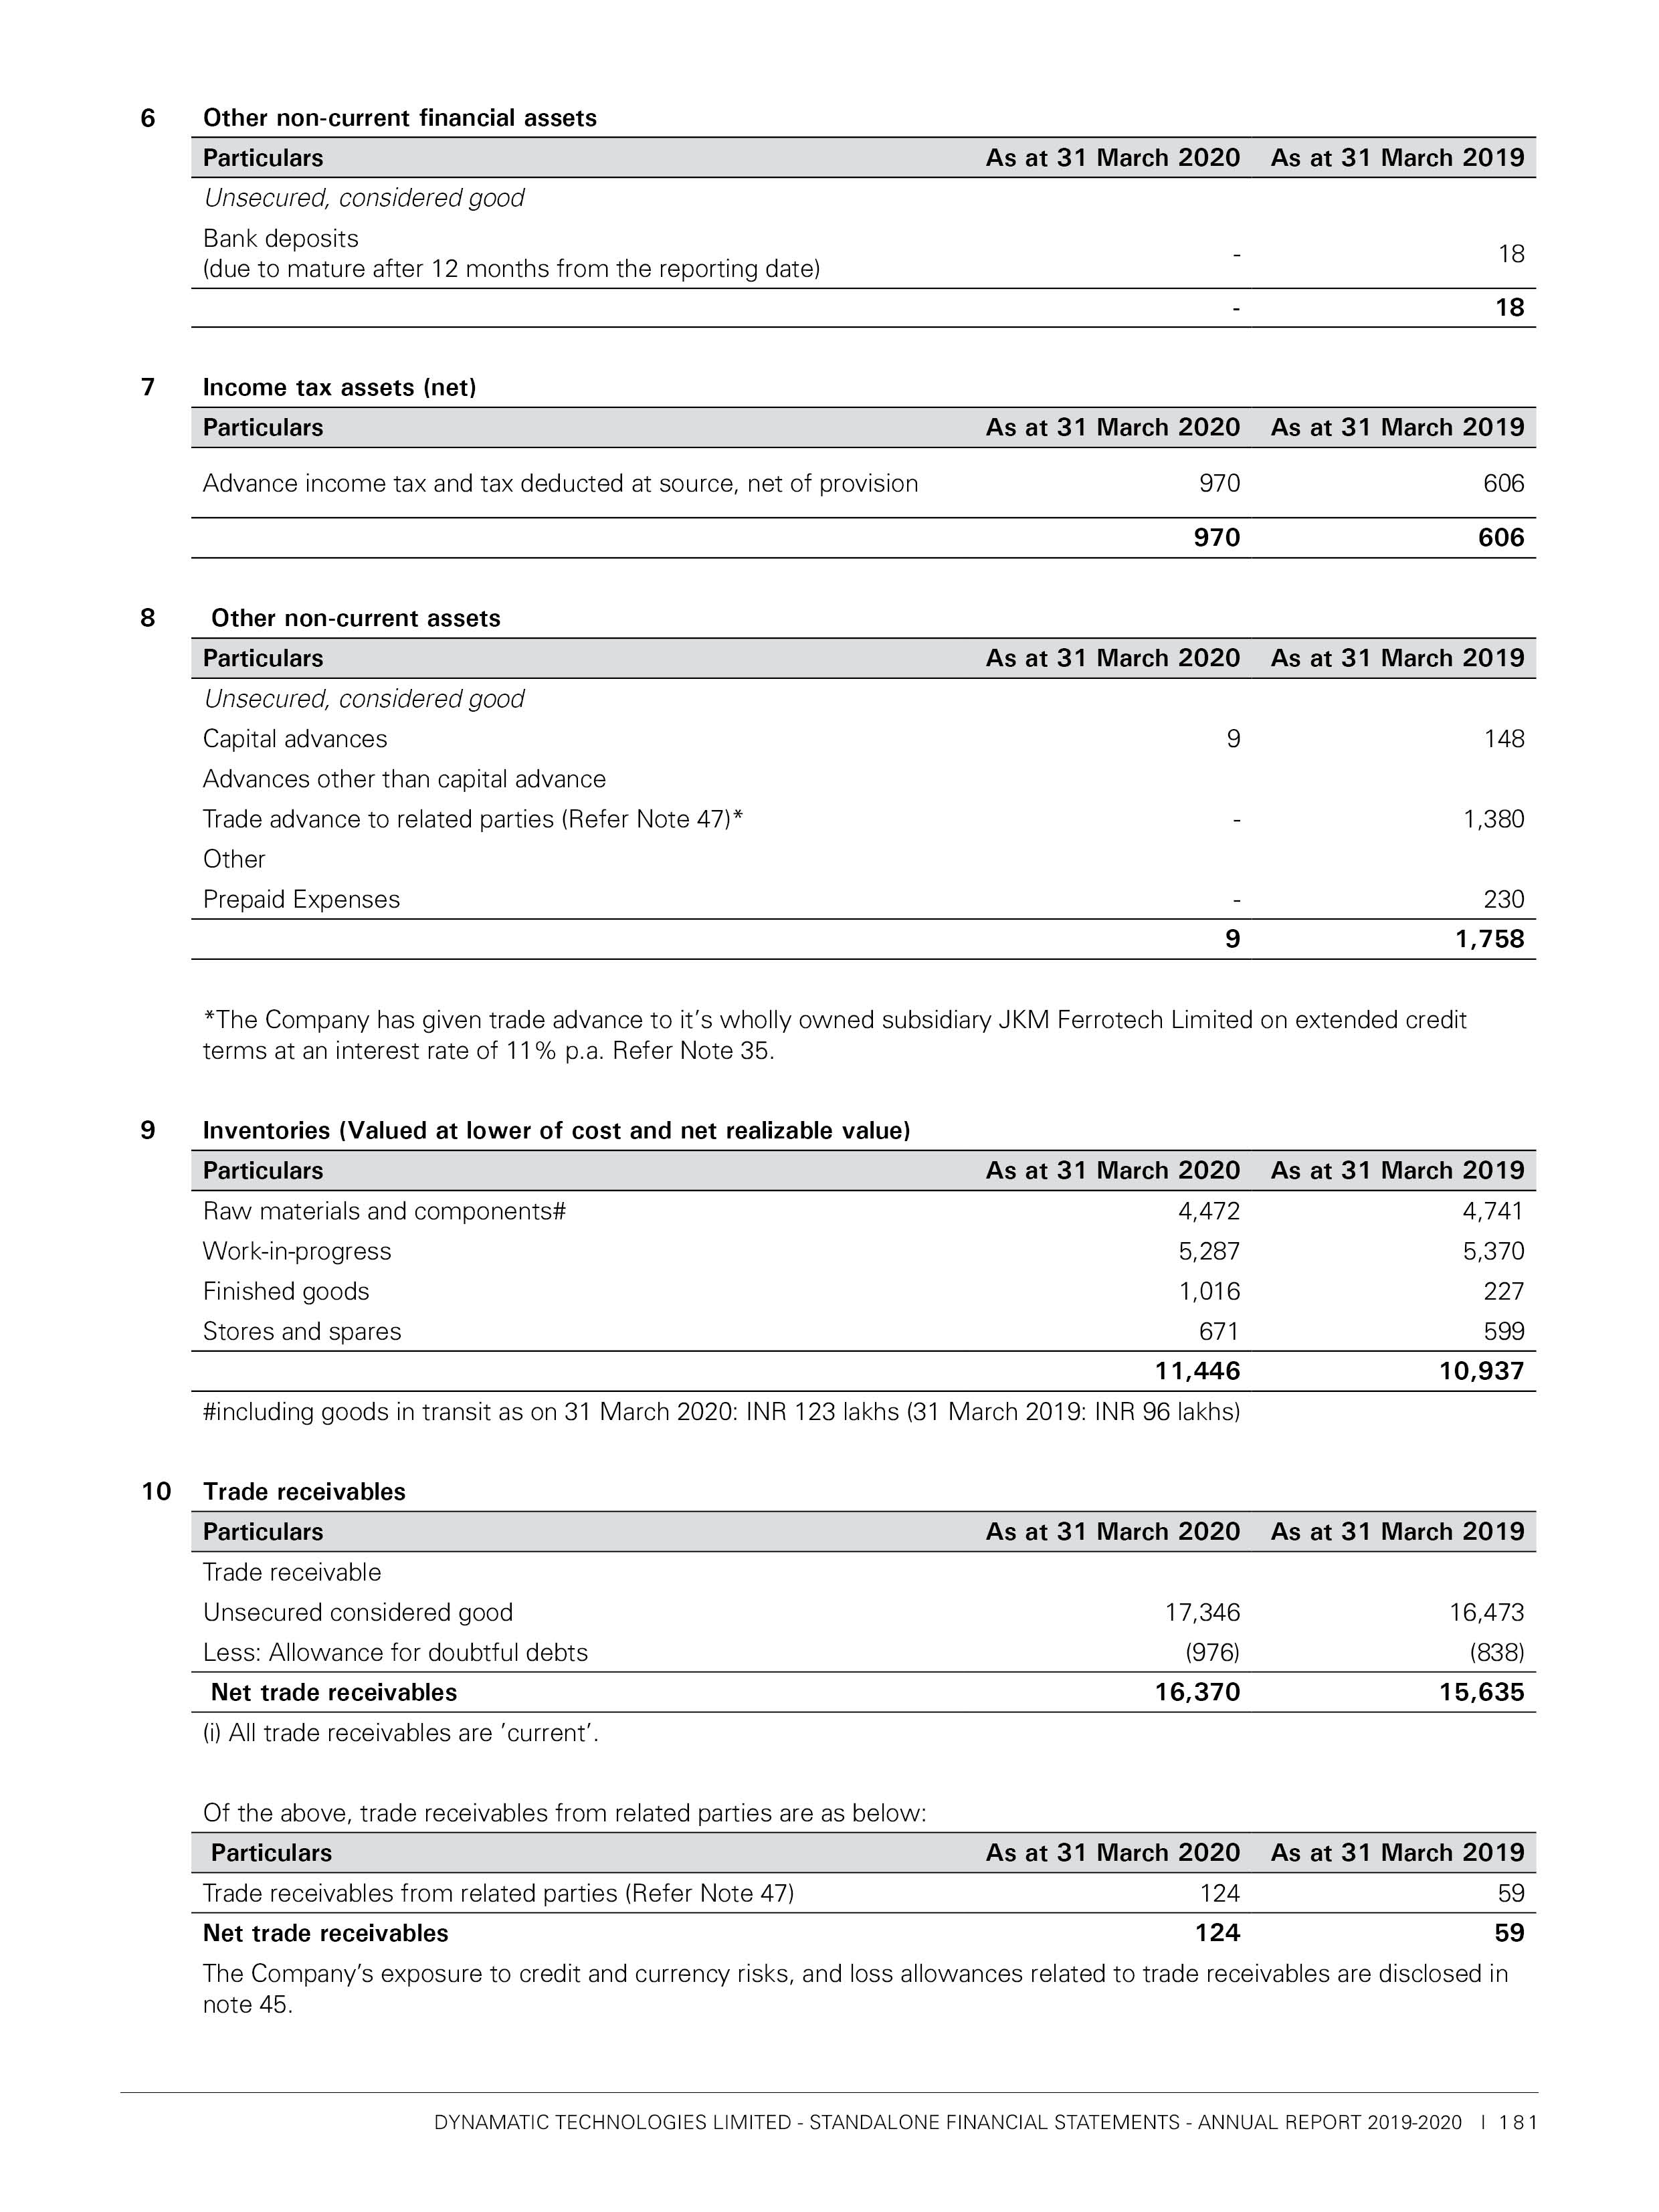 6 Other non-current financial assets
Particulars As at 31 March 2020 As at 31 March 2019
Unsecured, considered good
Bank deposits
(due to mature after 12 months from the reporting date) - 18
- 18
7 Income tax assets (net)
Particulars As at 31 March 2020 As at 31 March 2019
Advance income tax and tax deducted at source, net of provision 970 606
970 606
8 Other non-current assets
Particulars As at 31 March 2020 As at 31 March 2019
Unsecured, considered good
Capital advances 9 148
Advances other than capital advance
Trade advance to related parties (Refer Note 47)* - 1,380
Other
Prepaid Expenses - 230
9 1,758
*The Company has given trade advance to it’s wholly owned subsidiary JKM Ferrotech Limited on extended credit
terms at an interest rate of 11% p.a. Refer Note 35.
9 Inventories (Valued at lower of cost and net realizable value)
Particulars As at 31 March 2020 As at 31 March 2019
Raw materials and components# 4,472 4,741
Work-in-progress 5,287 5,370
Finished goods 1,016 227
Stores and spares 671 599
11,446 10,937
#including goods in transit as on 31 March 2020: INR 123 lakhs (31 March 2019: INR 96 lakhs)
10 Trade receivables
Particulars As at 31 March 2020 As at 31 March 2019
Trade receivable
Unsecured considered good 17,346 16,473
Less: Allowance for doubtful debts (976) (838)
Net trade receivables 16,370 15,635
(i) All trade receivables are ’current’.
Of the above, trade receivables from related parties are as below:
Particulars As at 31 March 2020 As at 31 March 2019
Trade receivables from related parties (Refer Note 47) 124 59
Net trade receivables 124 59
The Company’s exposure to credit and currency risks, and loss allowances related to trade receivables are disclosed in
note 45.
DYNAMATIC TECHNOLOGIES LIMITED - STANDALONE FINANCIAL STATEMENTS - ANNUAL REPORT 2019-2020 | 181